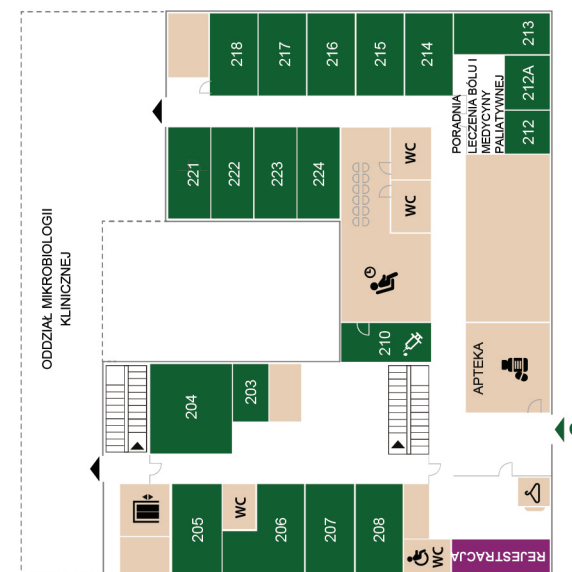 218
217
216
215
214
213
212A
212
PORADNIA
LECZENIA BÓLU I
MEDYCYNY
PALIATYWNEJ
221
222
223
224
WC
WC
ODDZIAŁ MIKROBIOLOGII
KLINICZNEJ
210
APTEKA
204
203
205
WC
206
207
208
WC
REJESTRACJA